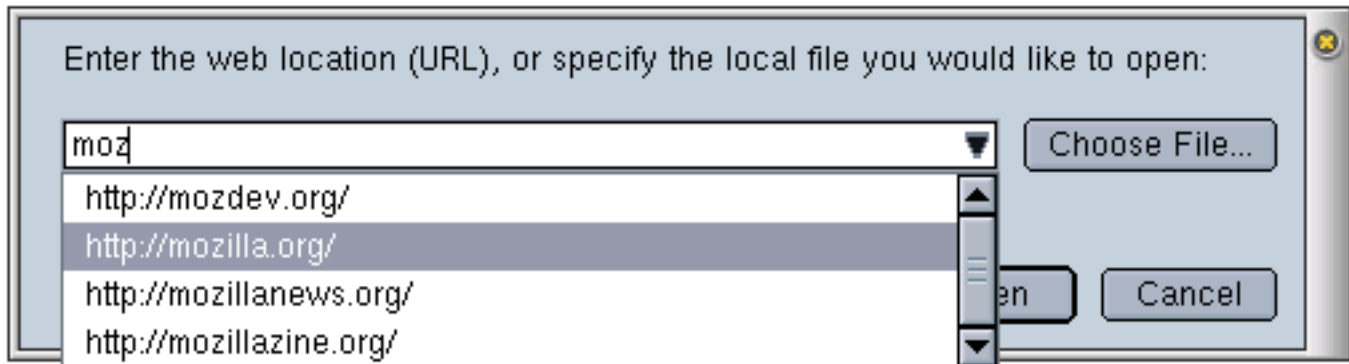 Enter the web location (URL), or specify the local file you would like to open:
moz
Choose File...
http://mozdev.org/
http://mozilla.org/
http://mozillanews.org/
en
Cancel
http://mozillazine.org/